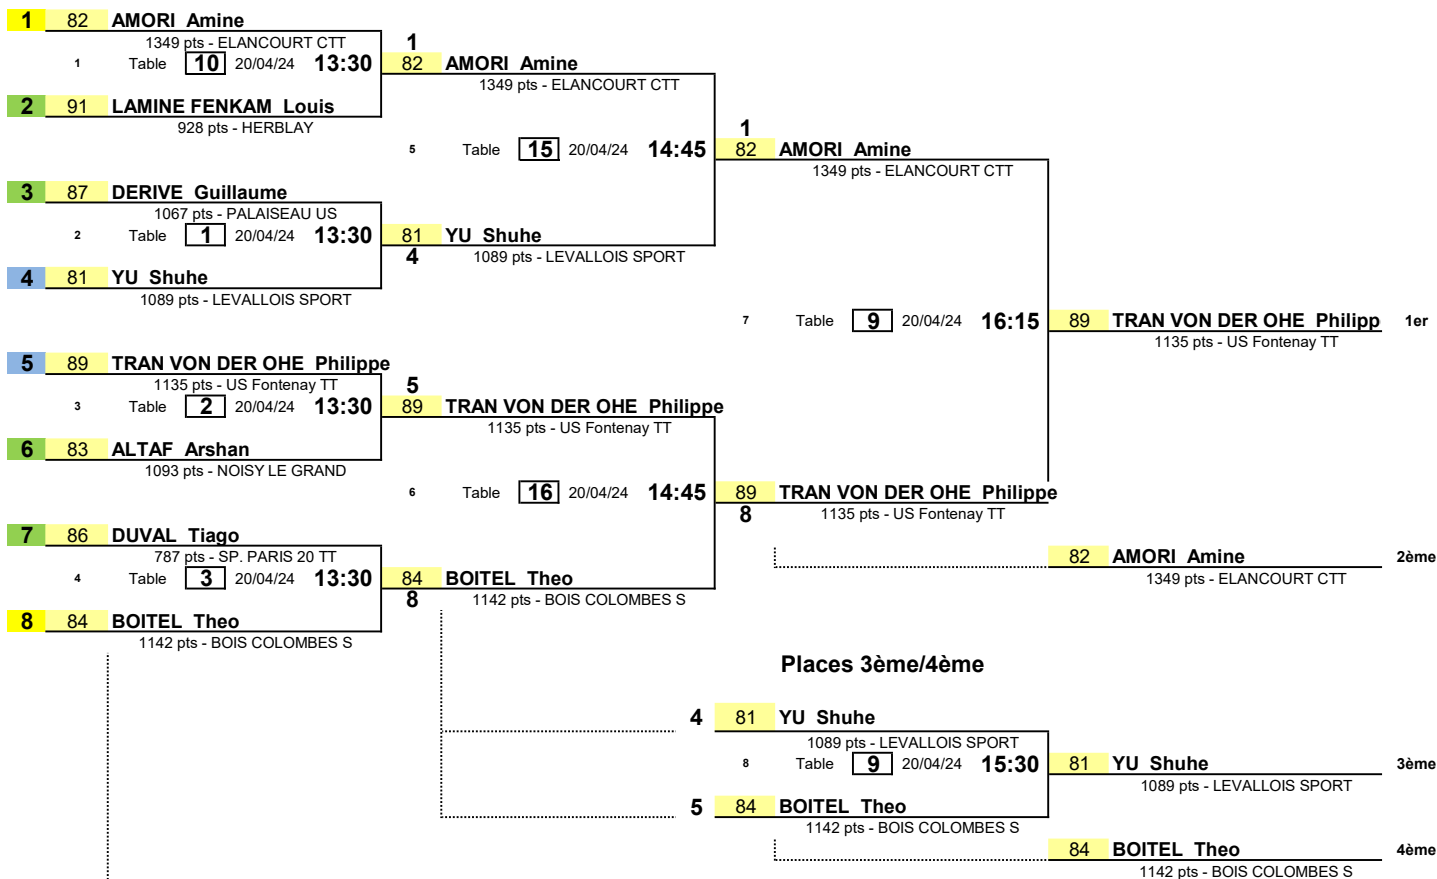 1 82 AMORI Amine
1349 pts - ELANCOURT CTT 1
1 Table 10 20/04/24 13:30 82 AMORI Amine
1349 pts - ELANCOURT CTT
2 91 LAMINE FENKAM Louis
928 pts - HERBLAY 1
5 Table 15 20/04/24 14:45 82 AMORI Amine
1349 pts - ELANCOURT CTT
3 87 DERIVE Guillaume
1067 pts - PALAISEAU US
2 Table 1 20/04/24 13:30 81 YU Shuhe
4 1089 pts - LEVALLOIS SPORT
4 81 YU Shuhe
1089 pts - LEVALLOIS SPORT
7 Table 9 20/04/24 16:15 89 TRAN VON DER OHE Philipp 1er
1135 pts - US Fontenay TT
5 89 TRAN VON DER OHE Philippe
1135 pts - US Fontenay TT 5
3 Table 2 20/04/24 13:30 89 TRAN VON DER OHE Philippe
1135 pts - US Fontenay TT
6 83 ALTAF Arshan
1093 pts - NOISY LE GRAND
6 Table 16 20/04/24 14:45 89 TRAN VON DER OHE Philippe
8 1135 pts - US Fontenay TT
7 86 DUVAL Tiago
787 pts - SP. PARIS 20 TT
82 AMORI Amine 2ème
1349 pts - ELANCOURT CTT
4 Table 3 20/04/24 13:30 84 BOITEL Theo
8 1142 pts - BOIS COLOMBES S
8 84 BOITEL Theo
1142 pts - BOIS COLOMBES S
Places 3ème/4ème
4 81 YU Shuhe
1089 pts - LEVALLOIS SPORT
8 Table 9 20/04/24 15:30 81 YU Shuhe 3ème
1089 pts - LEVALLOIS SPORT
5 84 BOITEL Theo
1142 pts - BOIS COLOMBES S
84 BOITEL Theo 4ème
1142 pts - BOIS COLOMBES S